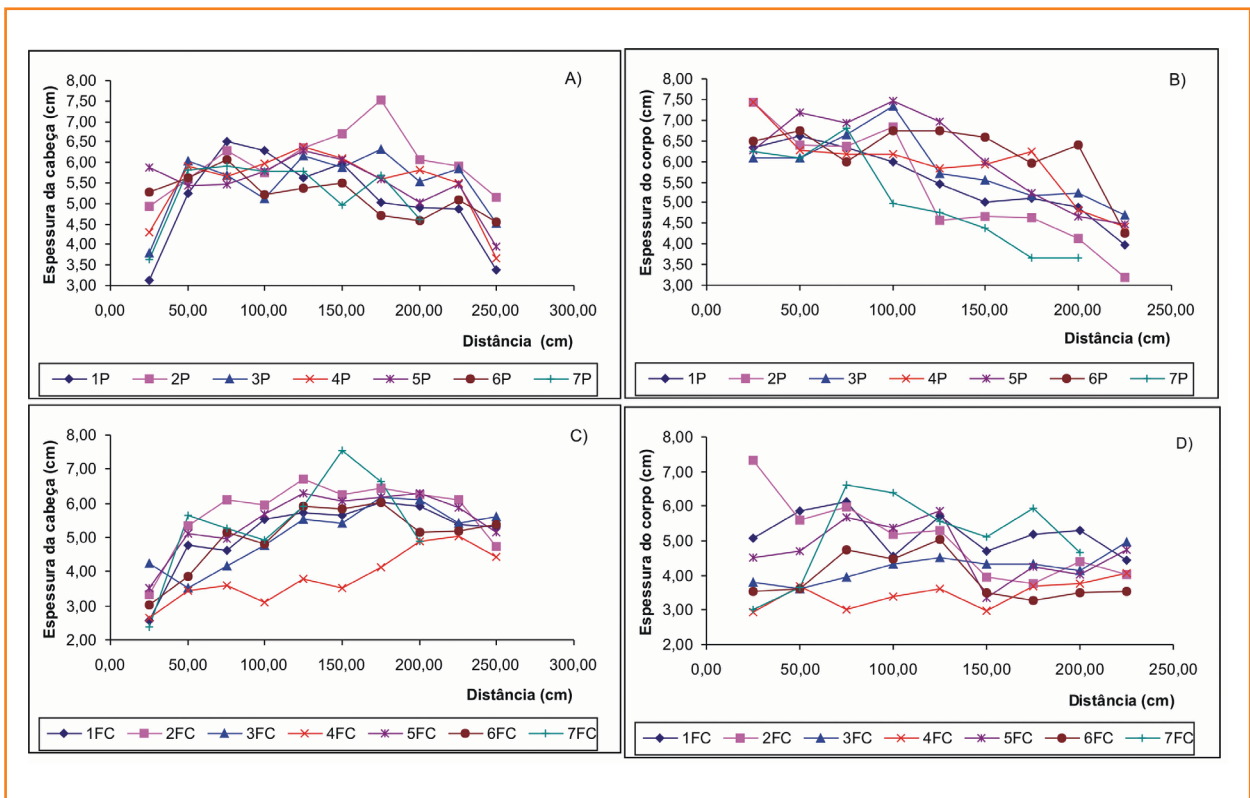 A)
Espessura da cabeça (cm)
8,00
7,50
7,00
6,50
6,00
5,50
5,00
4,50
4,00
3,50
3,00
0,00 50,00 100,00 150,00 200,00 250,00 300,00
Distância (cm)
1P 2P 3P 4P 5P 6P 7P
B)
Espessura do corpo (cm)
8,00
7,50
7,00
6,50
6,00
5,50
5,00
4,50
4,00
3,50
3,00
0,00 50,00 100,00 150,00 200,00 250,00
Distância (cm)
1P 2P 3P 4P 5P 6P 7P
C)
Espessura da cabeça (cm)
8,00
7,00
6,00
5,00
4,00
3,00
2,00
0,00 50,00 100,00 150,00 200,00 250,00 300,00
Distância (cm)
1FC 2FC 3FC 4FC 5FC 6FC 7FC
D)
Espessura do corpo (cm)
8,00
7,00
6,00
5,00
4,00
3,00
2,00
0,00 50,00 100,00 150,00 200,00 250,00
Distância (cm)
1FC 2FC 3FC 4FC 5FC 6FC 7FC